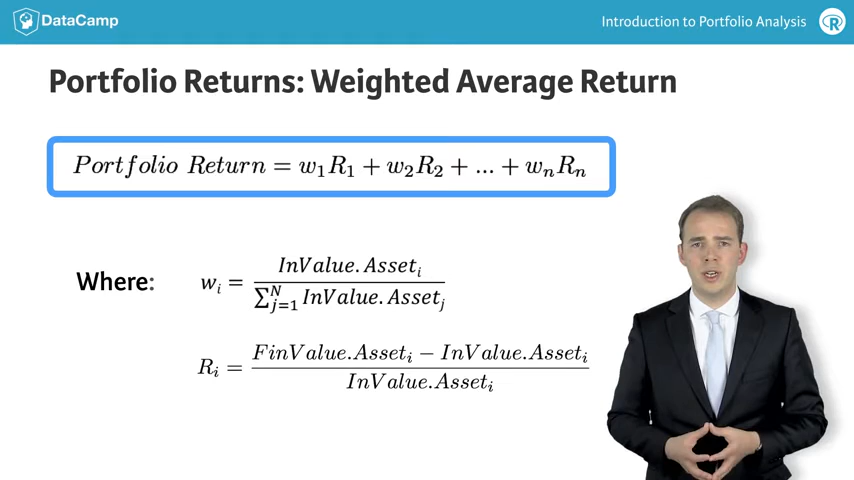 DataCamp
Introduction to Portfolio Analysis
R
Portfolio Returns: Weighted Average Return
Portfolio Return = w₁R₁ + w₂R₂ + ... + wₙRₙ
Where: wᵢ = InValue.Assetᵢ / ∑ⱼ₌₁ᴺ InValue.Assetⱼ
Rᵢ = FinValue.Assetᵢ − InValue.Assetᵢ / InValue.Assetᵢ